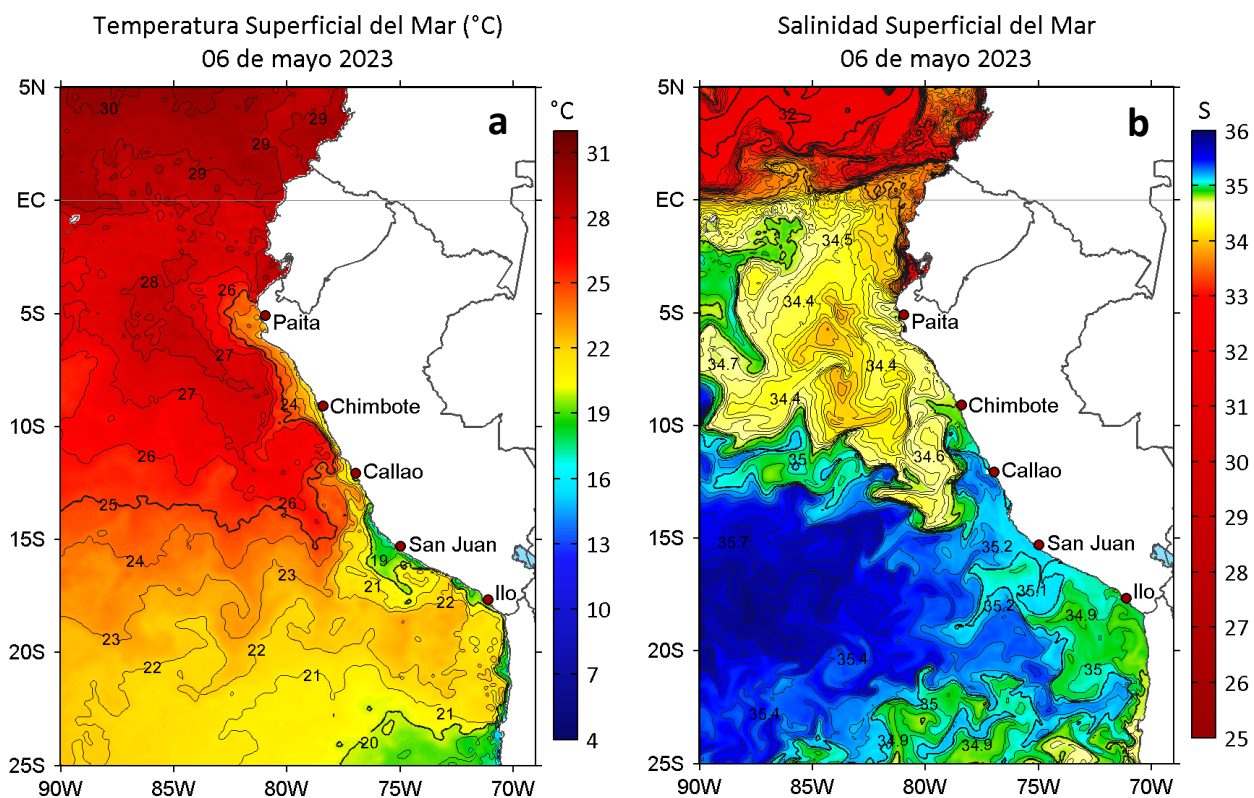 Temperatura Superficial del Mar (°C)
06 de mayo 2023
Salinidad Superficial del Mar
06 de mayo 2023
5N
EC
5S
10S
15S
20S
25S
90W
85W
80W
75W
70W
a
30
29
29
29
28
26
27
27
24
26
26
25
24
23
19
21
22
23
22
22
21
21
20
Paita
Chimbote
Callao
San Juan
Ilo
°C
31
28
25
22
19
16
13
10
7
4
5N
EC
5S
10S
15S
20S
25S
90W
85W
80W
75W
70W
b
32
34.5
34.4
34.7
34.4
34.4
34.6
35
35.7
35.2
35.1
35.2
34.9
35.4
35
35.4
35
34.9
34.9
Paita
Chimbote
Callao
San Juan
Ilo
S
36
35
34
33
32
31
30
29
28
27
26
25